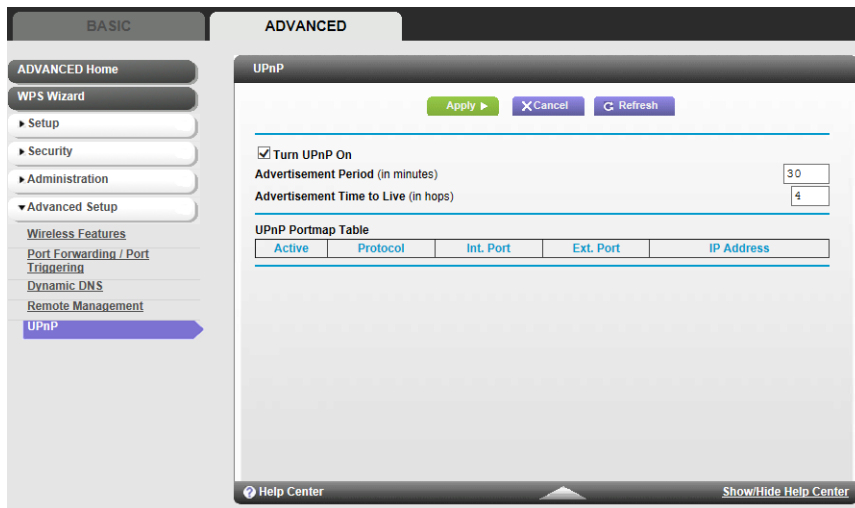 BASIC
ADVANCED
ADVANCED Home
WPS Wizard
Setup
Security
Administration
Advanced Setup
Wireless Features
Port Forwarding / Port
Triggering
Dynamic DNS
Remote Management
UPnP
UPnP
Apply
Cancel
Refresh
Turn UPnP On
Advertisement Period (in minutes) 30
Advertisement Time to Live (in hops) 4
UPnP Portmap Table
Active Protocol Int. Port Ext. Port IP Address
Help Center
Show/Hide Help Center